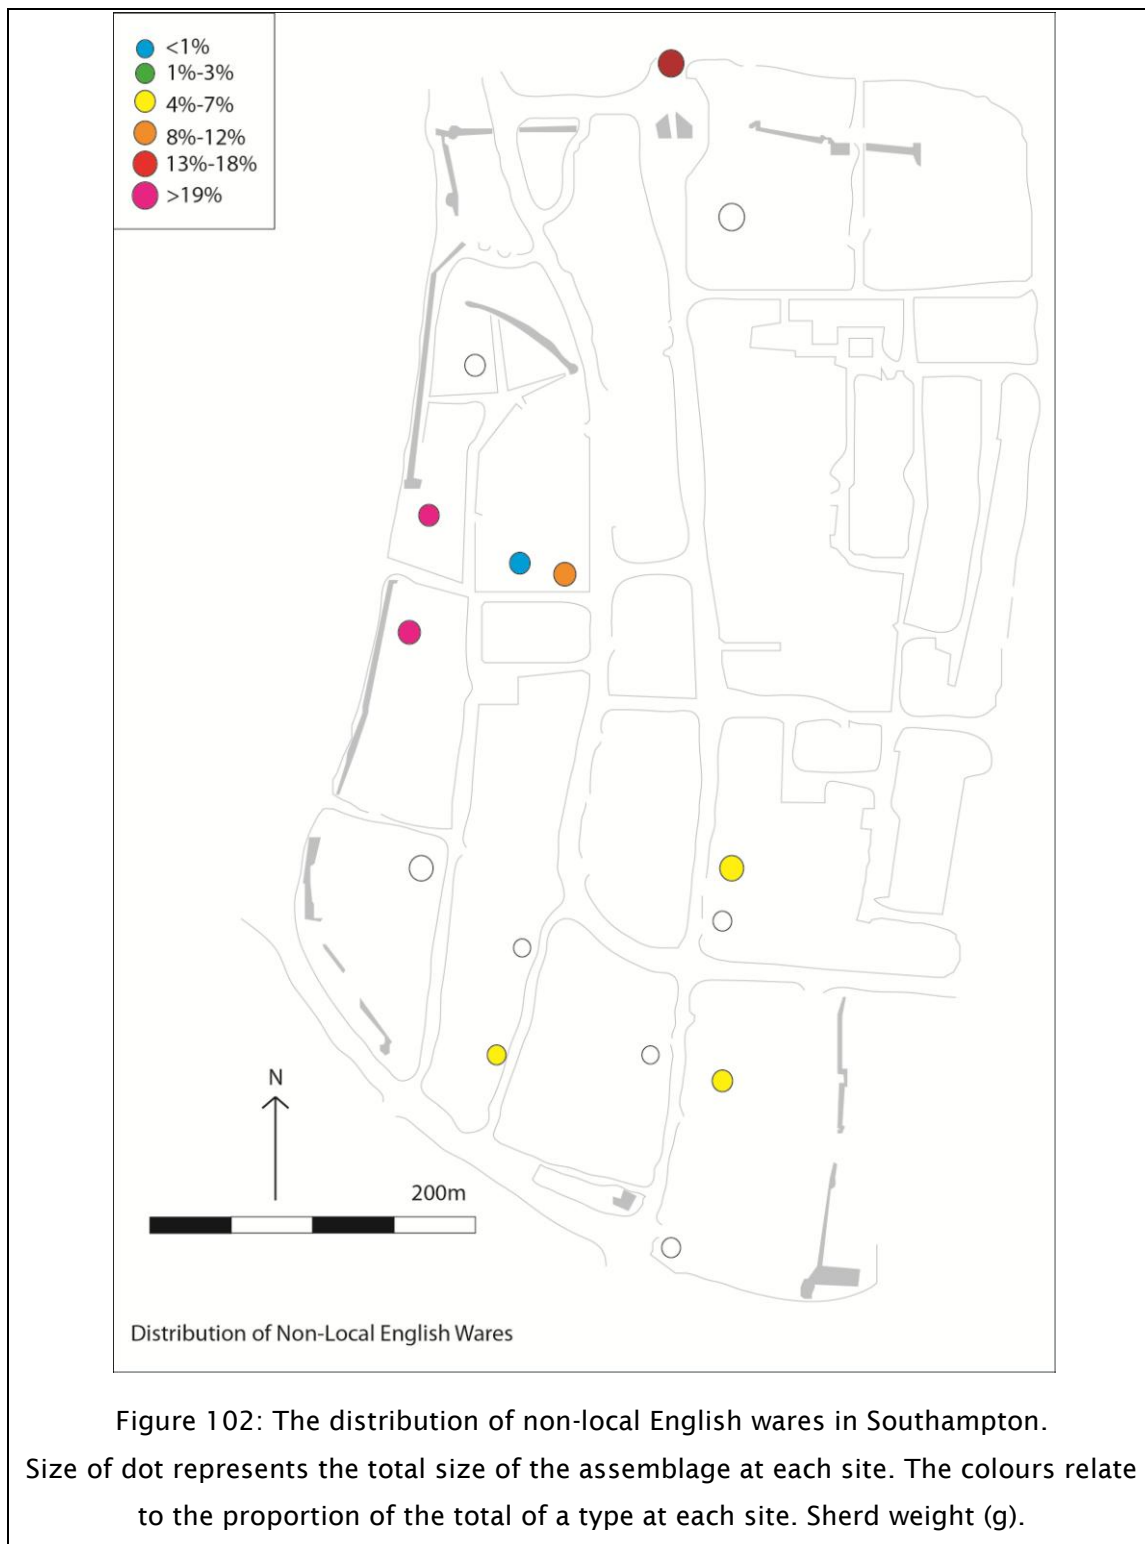 <1%
1%-3%
4%-7%
8%-12%
13%-18%
>19%
N
200m
Distribution of Non-Local English Wares
Figure 102: The distribution of non-local English wares in Southampton.
Size of dot represents the total size of the assemblage at each site. The colours relate
to the proportion of the total of a type at each site. Sherd weight (g).